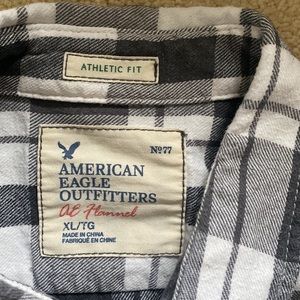 ATHLETIC FIT
Nº77
AMERICAN
EAGLE
OUTFITTERS
AE Flannel
XL/TG
MADE IN CHINA
FABRIQUÉ EN CHINE